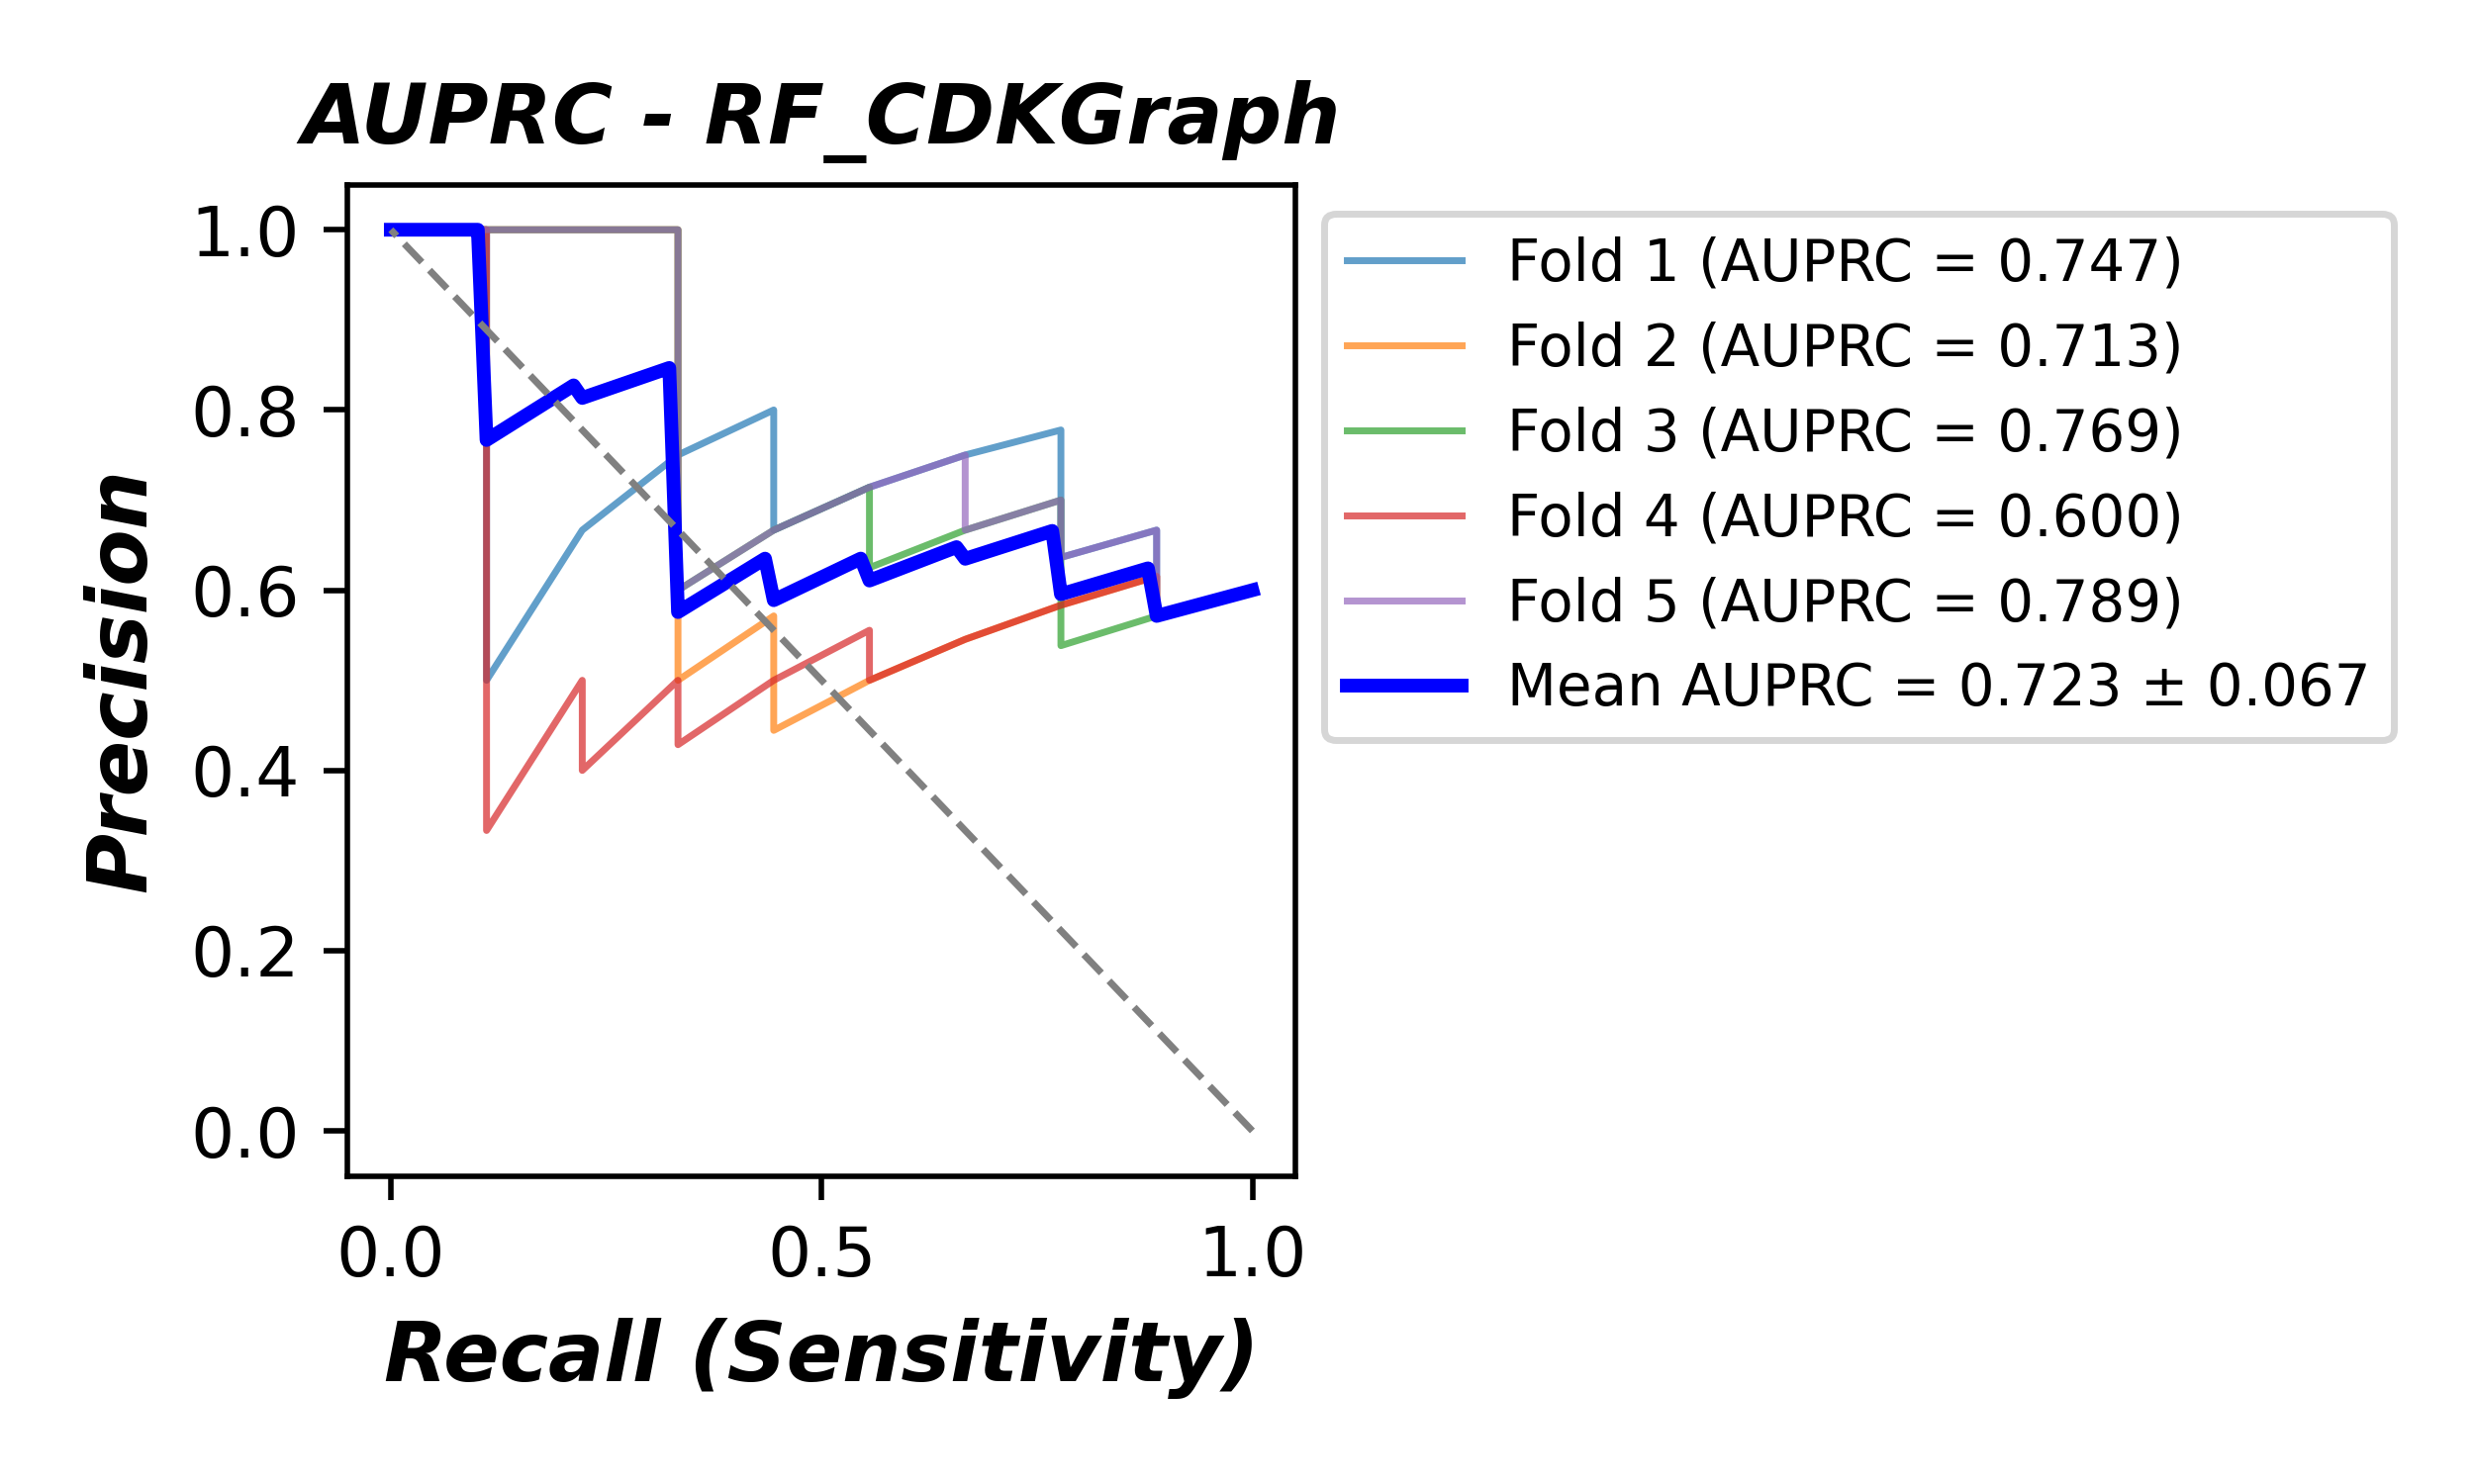 AUPRC - RF_CDKGraph
Precision
1.0
0.8
0.6
0.4
0.2
0.0
0.0 0.5 1.0
Recall (Sensitivity)
Fold 1 (AUPRC = 0.747)
Fold 2 (AUPRC = 0.713)
Fold 3 (AUPRC = 0.769)
Fold 4 (AUPRC = 0.600)
Fold 5 (AUPRC = 0.789)
Mean AUPRC = 0.723 ± 0.067